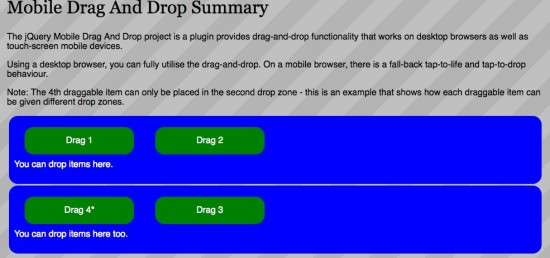 Mobile Drag And Drop Summary
The jQuery Mobile Drag And Drop project is a plugin provides drag-and-drop functionality that works on desktop browsers as well as
touch-screen mobile devices.
Using a desktop browser, you can fully utilise the drag-and-drop. On a mobile browser, there is a fall-back tap-to-life and tap-to-drop
behaviour.
Note: The 4th draggable item can only be placed in the second drop zone - this is an example that shows how each draggable item can
be given different drop zones.
Drag 1 Drag 2
You can drop items here.
Drag 4* Drag 3
You can drop items here too.